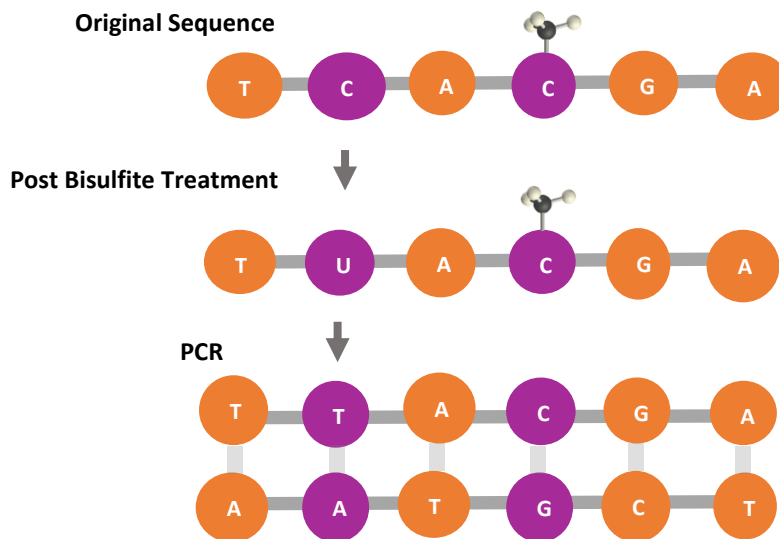 Original Sequence
T C A C G A
Post Bisulfite Treatment
T U A C G A
PCR
T T A C G A
A A T G C T